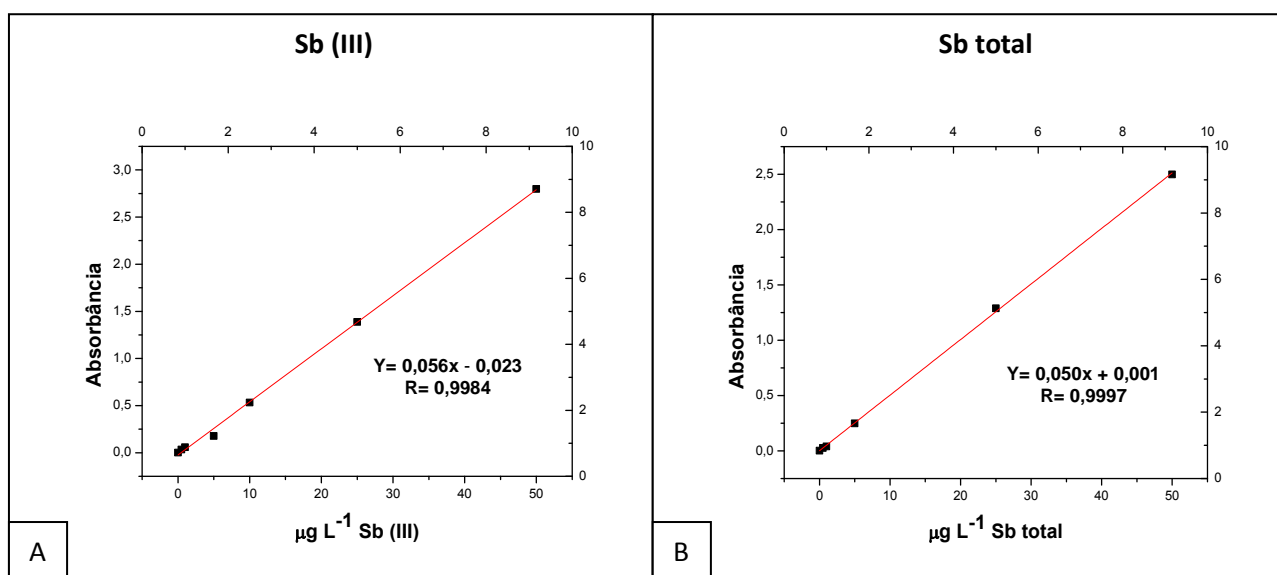 Sb (III)
0 2 4 6 8 10
3,0
2,5
2,0
1,5
1,0
0,5
0,0
Absorbância
10
8
6
4
2
0
Y= 0,056x - 0,023
R= 0,9984
0 10 20 30 40 50
µg L-1 Sb (III)
A
Sb total
0 2 4 6 8 10
2,5
2,0
1,5
1,0
0,5
0,0
Absorbância
10
8
6
4
2
0
Y= 0,050x + 0,001
R= 0,9997
0 10 20 30 40 50
µg L-1 Sb total
B